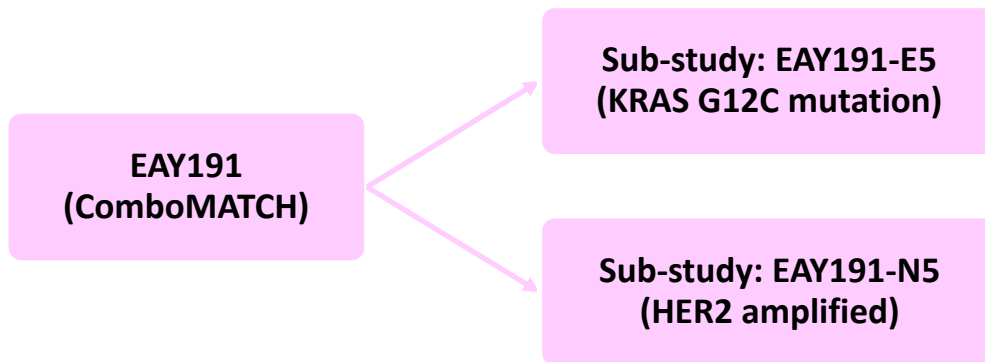 EAY191
(ComboMATCH)
Sub-study: EAY191-E5
(KRAS G12C mutation)
Sub-study: EAY191-N5
(HER2 amplified)